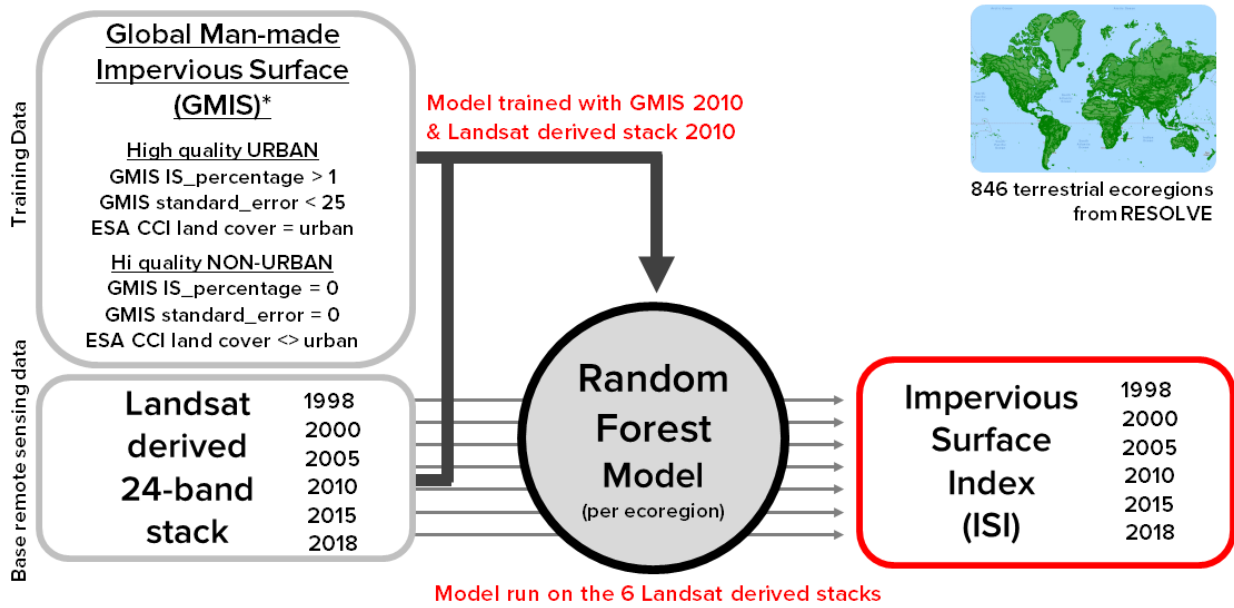 Training Data
Global Man-made
Impervious Surface
(GMIS)*
High quality URBAN
GMIS IS_percentage > 1
GMIS standard_error < 25
ESA CCI land cover = urban
Hi quality NON-URBAN
GMIS IS_percentage = 0
GMIS standard_error = 0
ESA CCI land cover <> urban
Model trained with GMIS 2010
& Landsat derived stack 2010
846 terrestrial ecoregions
from RESOLVE
Base remote sensing data
Landsat
derived
24-band
stack
1998
2000
2005
2010
2015
2018
Random
Forest
Model
(per ecoregion)
Impervious
Surface
Index
(ISI)
1998
2000
2005
2010
2015
2018
Model run on the 6 Landsat derived stacks